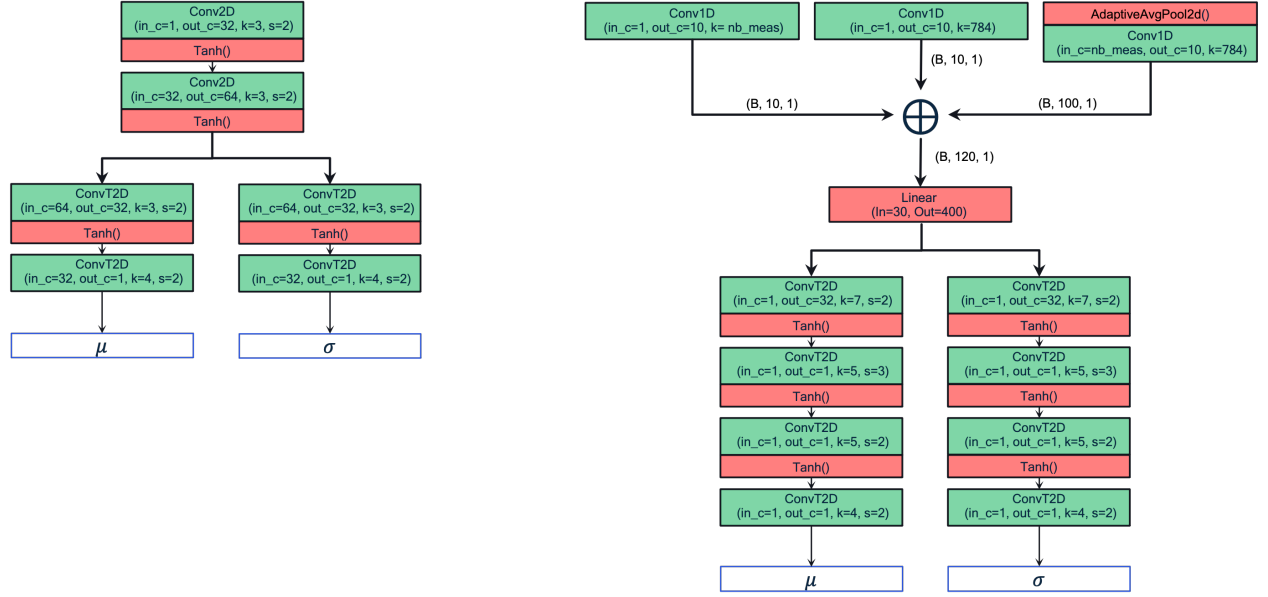 Conv2D
(in_c=1, out_c=32, k=3, s=2)
Tanh()
Conv2D
(in_c=32, out_c=64, k=3, s=2)
Tanh()
ConvT2D
(in_c=64, out_c=32, k=3, s=2)
Tanh()
ConvT2D
(in_c=32, out_c=1, k=4, s=2)
μ
ConvT2D
(in_c=64, out_c=32, k=3, s=2)
Tanh()
ConvT2D
(in_c=32, out_c=1, k=4, s=2)
σ
Conv1D
(in_c=1, out_c=10, k= nb_meas)
Conv1D
(in_c=1, out_c=10, k=784)
AdaptiveAvgPool2d()
Conv1D
(in_c=nb_meas, out_c=10, k=784)
(B, 10, 1)
(B, 10, 1)
(B, 100, 1)
(B, 120, 1)
Linear
(In=30, Out=400)
ConvT2D
(in_c=1, out_c=32, k=7, s=2)
Tanh()
ConvT2D
(in_c=1, out_c=1, k=5, s=3)
Tanh()
ConvT2D
(in_c=1, out_c=1, k=5, s=2)
Tanh()
ConvT2D
(in_c=1, out_c=1, k=4, s=2)
μ
ConvT2D
(in_c=1, out_c=32, k=7, s=2)
Tanh()
ConvT2D
(in_c=1, out_c=1, k=5, s=3)
Tanh()
ConvT2D
(in_c=1, out_c=1, k=5, s=2)
Tanh()
ConvT2D
(in_c=1, out_c=1, k=4, s=2)
σ